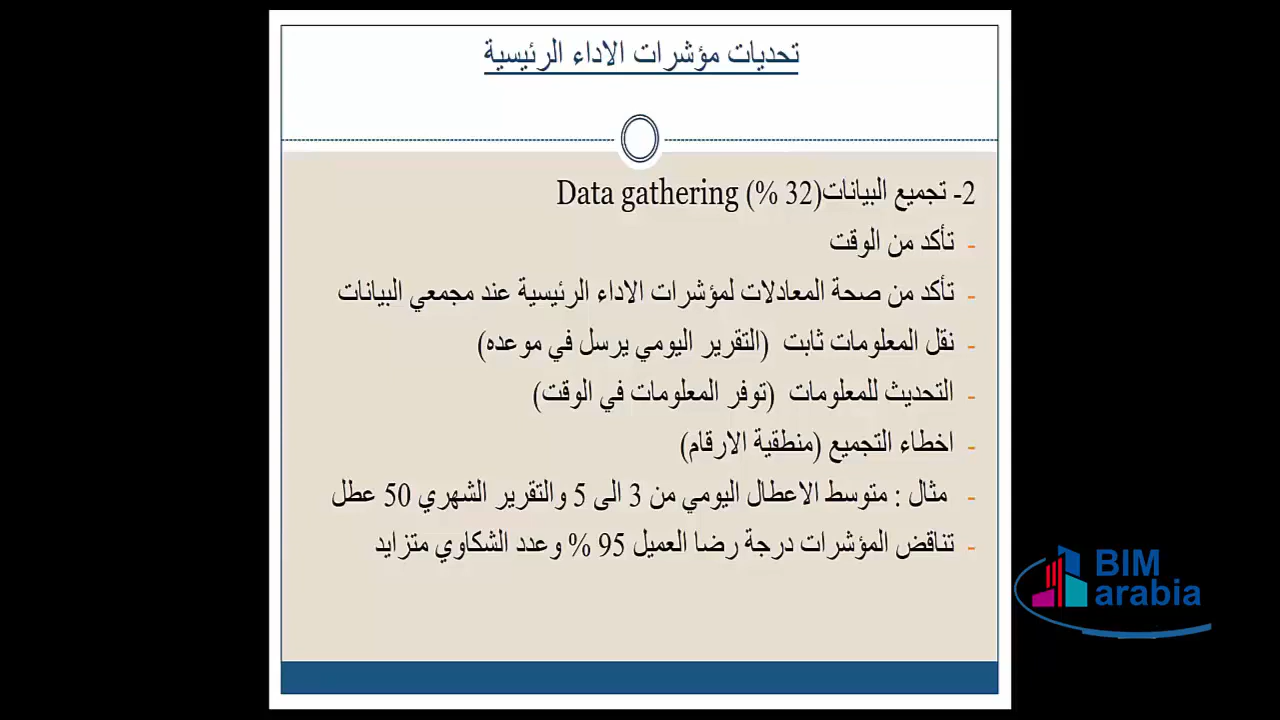 تحديات مؤشرات الاداء الرئيسية
2- تجميع البيانات(32 %) Data gathering
- تأكد من الوقت
- تأكد من صحة المعادلات لمؤشرات الاداء الرئيسية عند مجمعي البيانات
- نقل المعلومات ثابت (التقرير اليومي يرسل في موعده)
- التحديث للمعلومات (توفر المعلومات في الوقت)
- اخطاء التجميع (منطقية الارقام)
- مثال : متوسط الاعطال اليومي من 3 الى 5 والتقرير الشهري 50 عطل
- تناقض المؤشرات درجة رضا العميل 95 % وعدد الشكاوي متزايد
BIM
arabia